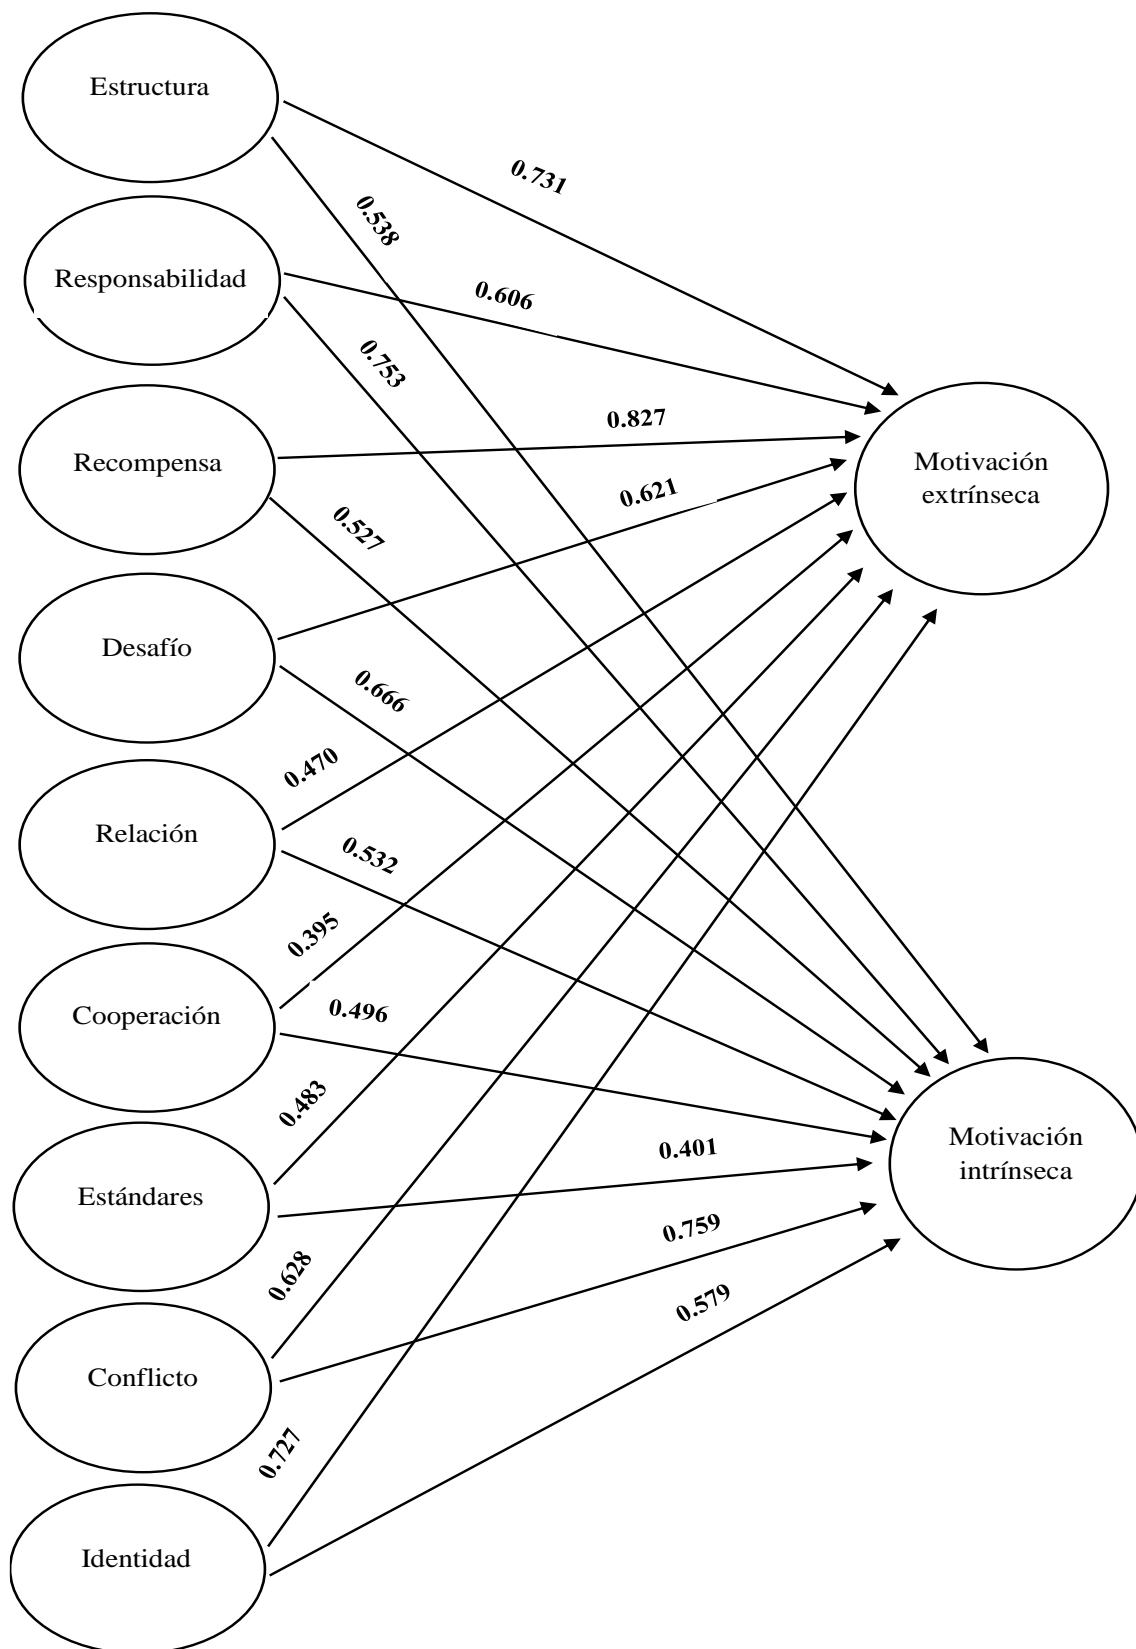 Estructura
0.731
0.538
Responsabilidad
0.606
0.753
Recompensa
0.827
Motivación
extrínseca
0.621
0.527
Desafío
0.666
0.470
Relación
0.532
0.395
Cooperación
0.496
0.483
0.401
Motivación
intrínseca
Estándares
0.759
0.628
0.579
Conflicto
0.727
Identidad